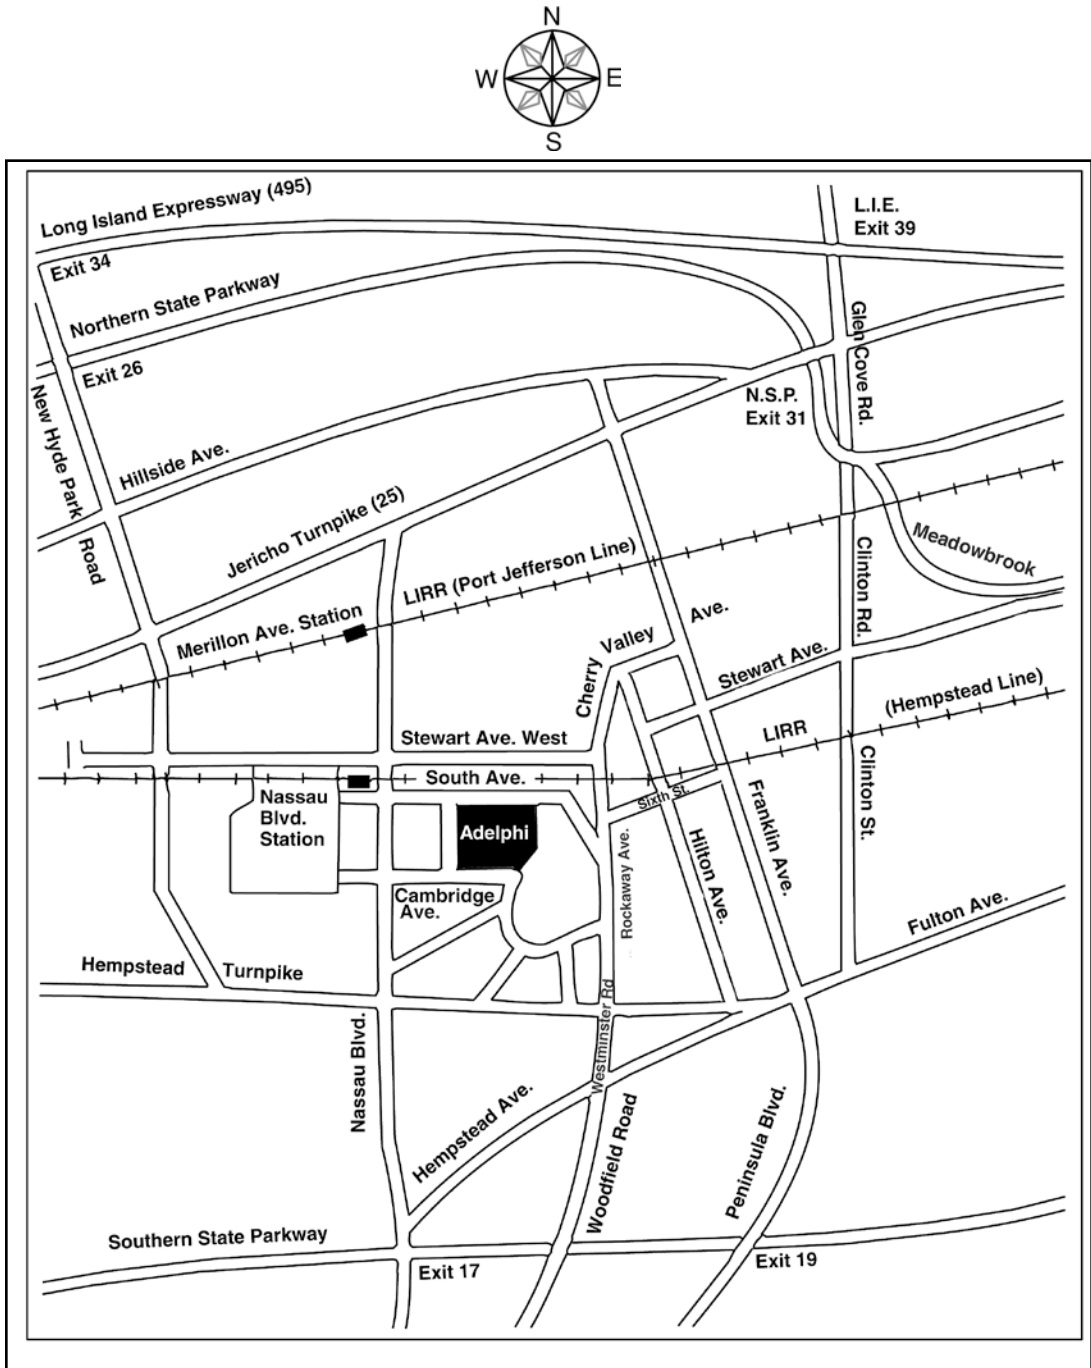 N
W
E
S
Long Island Expressway (495)
L.I.E.
Exit 39
Exit 34
Northern State Parkway
Exit 26
Glen Cove Rd.
New Hyde Park
Road
N.S.P.
Exit 31
Hillside Ave.
Jericho Turnpike (25)
LIRR (Port Jefferson Line)
Meadowbrook
Merillon Ave. Station
Clinton Rd.
Cherry
Valley
Ave.
Stewart Ave.
(Hempstead Line)
LIRR
Stewart Ave. West
South Ave.
Nassau
Blvd.
Station
Adelphi
Sixth St.
Clinton St.
Franklin Ave.
Hilton Ave.
Rockaway Ave.
Cambridge
Ave.
Fulton Ave.
Hempstead
Turnpike
Nassau Blvd.
Westminster Rd
Hempstead Ave.
Woodfield Road
Peninsula Blvd.
Southern State Parkway
Exit 17
Exit 19